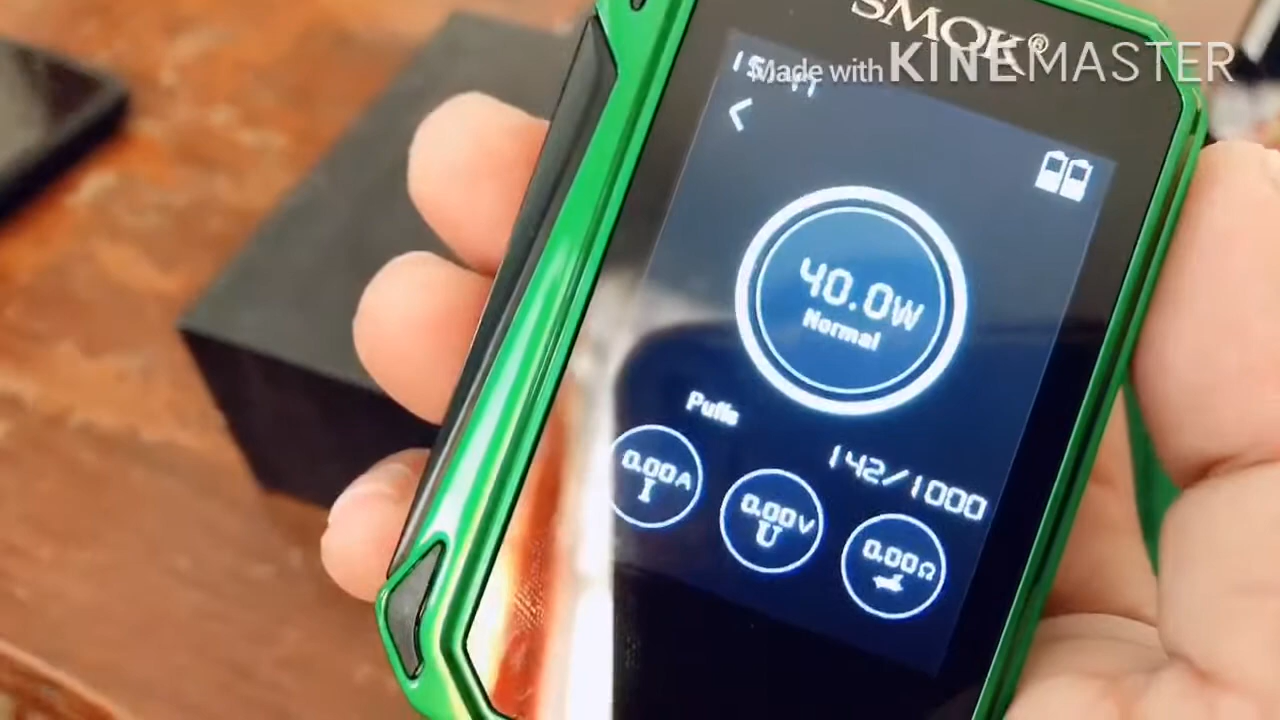 SMOK®
Made with KINEMASTER
40.0W
Normal
Puffs
142/1000
0.00A
I
0.00V
U
0.00Ω